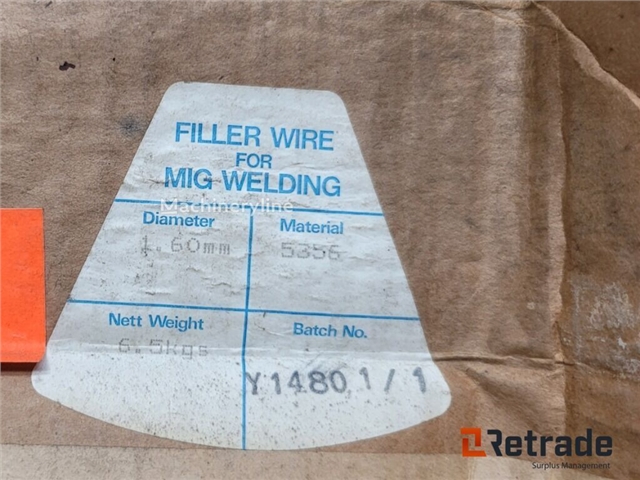 FILLER WIRE
FOR
MIG WELDING
Machineryline
Diameter
Material
1.60mm
5356
Nett Weight
Batch No.
6.5kgs
Y1480 1/1
Retrade
Surplus Management